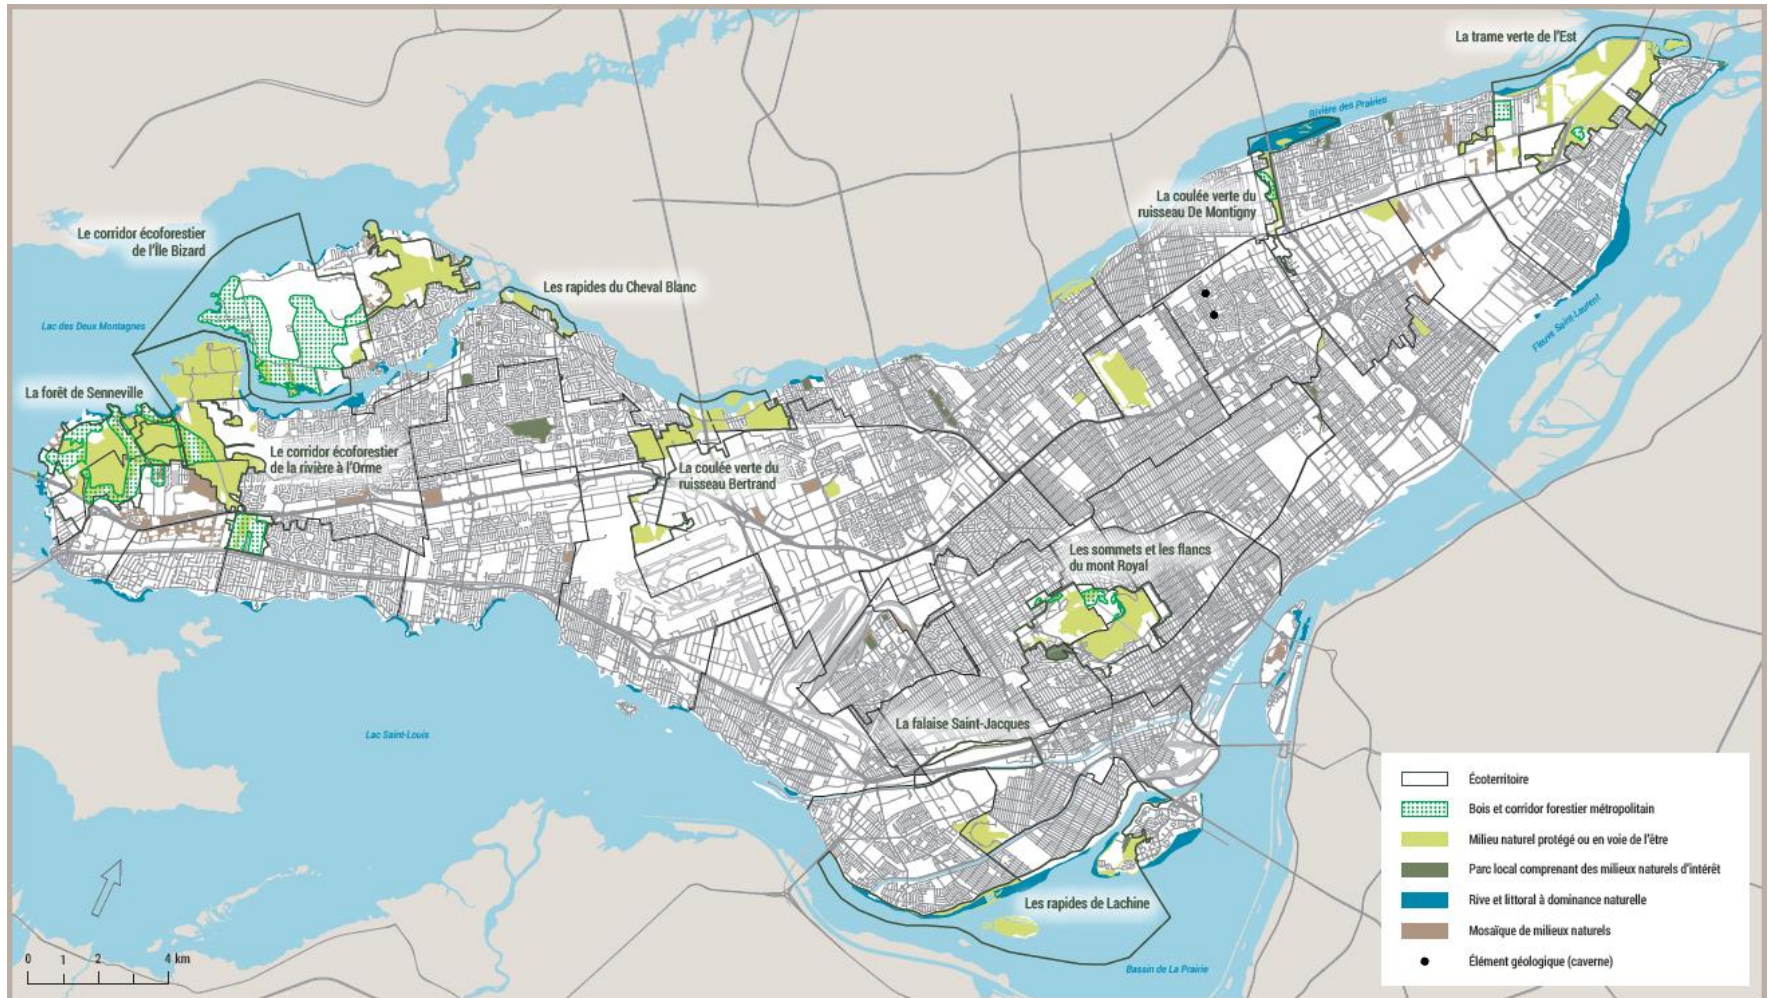 La trame verte de l'Est
Rivière des Prairies
La coulée verte du
ruisseau De Montigny
Le corridor écoforestier
de l'Île Bizard
Les rapides du Cheval Blanc
Lac des Deux Montagnes
Fleuve Saint-Laurent
La forêt de Senneville
Le corridor écoforestier
de la rivière à l'Orme
La coulée verte du
ruisseau Bertrand
Les sommets et les flancs
du mont Royal
La falaise Saint-Jacques
Lac Saint-Louis
Les rapides de Lachine
Bassin de La Prairie
0 1 2 4 km
Écoterritoire
Bois et corridor forestier métropolitain
Milieu naturel protégé ou en voie de l'être
Parc local comprenant des milieux naturels d'intérêt
Rive et littoral à dominance naturelle
Mosaïque de milieux naturels
Élément géologique (caverne)